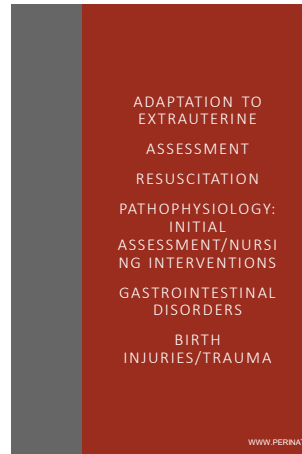 ADAPTATION TO
EXTRAUTERINE
ASSESSMENT
RESUSCITATION
PATHOPHYSIOLOGY:
INITIAL
ASSESSMENT/NURSI
NG INTERVENTIONS
GASTROINTESTINAL
DISORDERS
BIRTH
INJURIES/TRAUMA
WWW.PERINAT